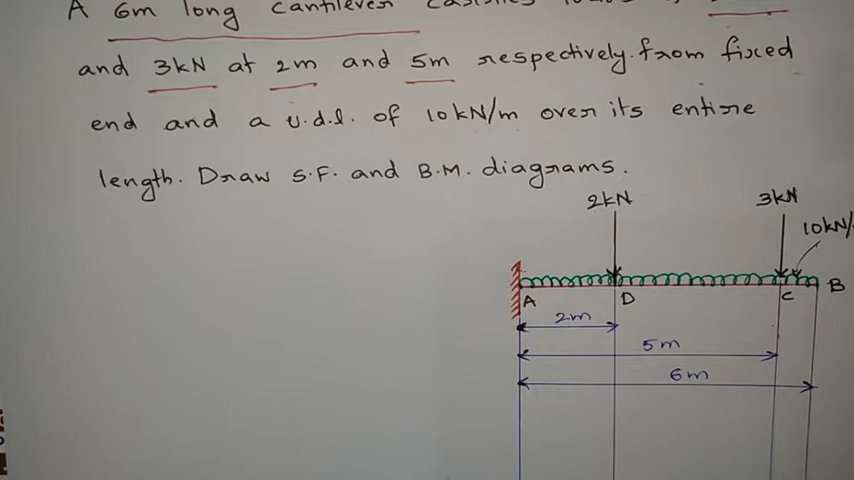 A 6m long cantilever
and 3kN at 2m and 5m respectively from fixed
end and a u.d.l. of 10kN/m over its entire
length. Draw S.F. and B.M. diagrams.
2kN 3kN
10kN/
A D C B
2m
5m
6m